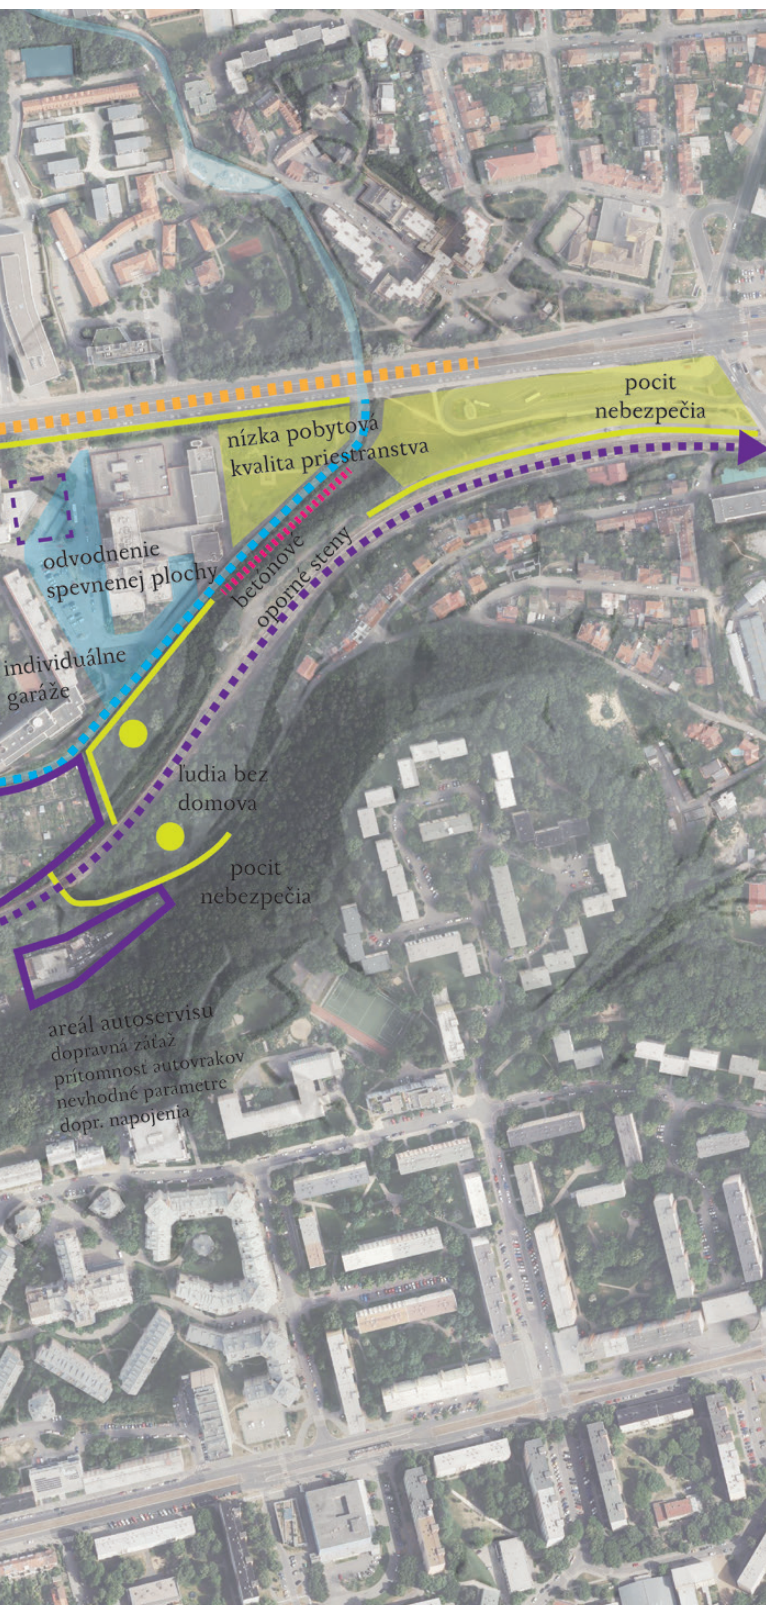 pocit
nebezpečia
nízka pobytová
kvalita priestranstva
odvodnenie
spevnenej plochy
betónové
oporné steny
individuálne
garáže
ľudia bez
domova
pocit
nebezpečia
areál autoservisu
dopravná záťaž
prítomnosť autovrakov
nevhodné parametre
dopr. napojenia